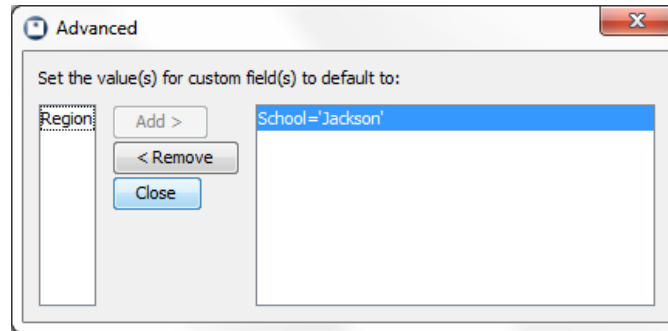 Advanced
Set the value(s) for custom field(s) to default to:
Region
Add >
< Remove
Close
School='Jackson'